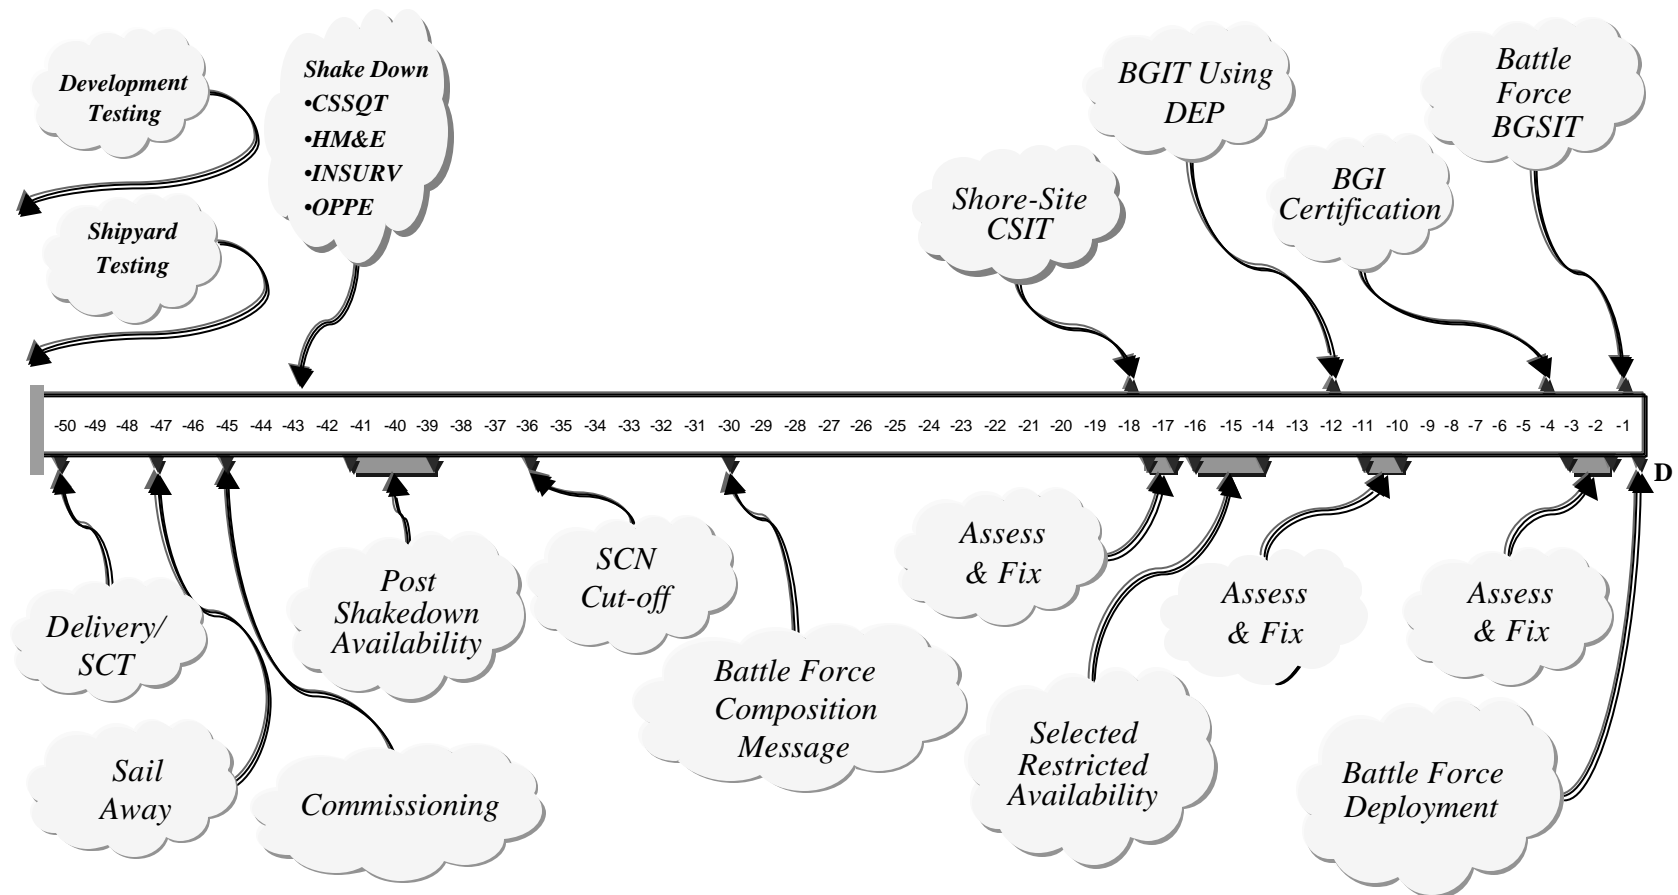 Development
Testing
Shake Down
•CSSQT
•HM&E
•INSURV
•OPPE
Shipyard
Testing
Shore-Site
CSIT
BGIT Using
DEP
BGI
Certification
Battle
Force
BGSIT
-50 -49 -48 -47 -46 -45 -44 -43 -42 -41 -40 -39 -38 -37 -36 -35 -34 -33 -32 -31 -30 -29 -28 -27 -26 -25 -24 -23 -22 -21 -20 -19 -18 -17 -16 -15 -14 -13 -12 -11 -10 -9 -8 -7 -6 -5 -4 -3 -2 -1
D
Delivery/
SCT
Sail
Away
Commissioning
Post
Shakedown
Availability
SCN
Cut-off
Battle Force
Composition
Message
Assess
& Fix
Selected
Restricted
Availability
Assess
& Fix
Assess
& Fix
Battle Force
Deployment